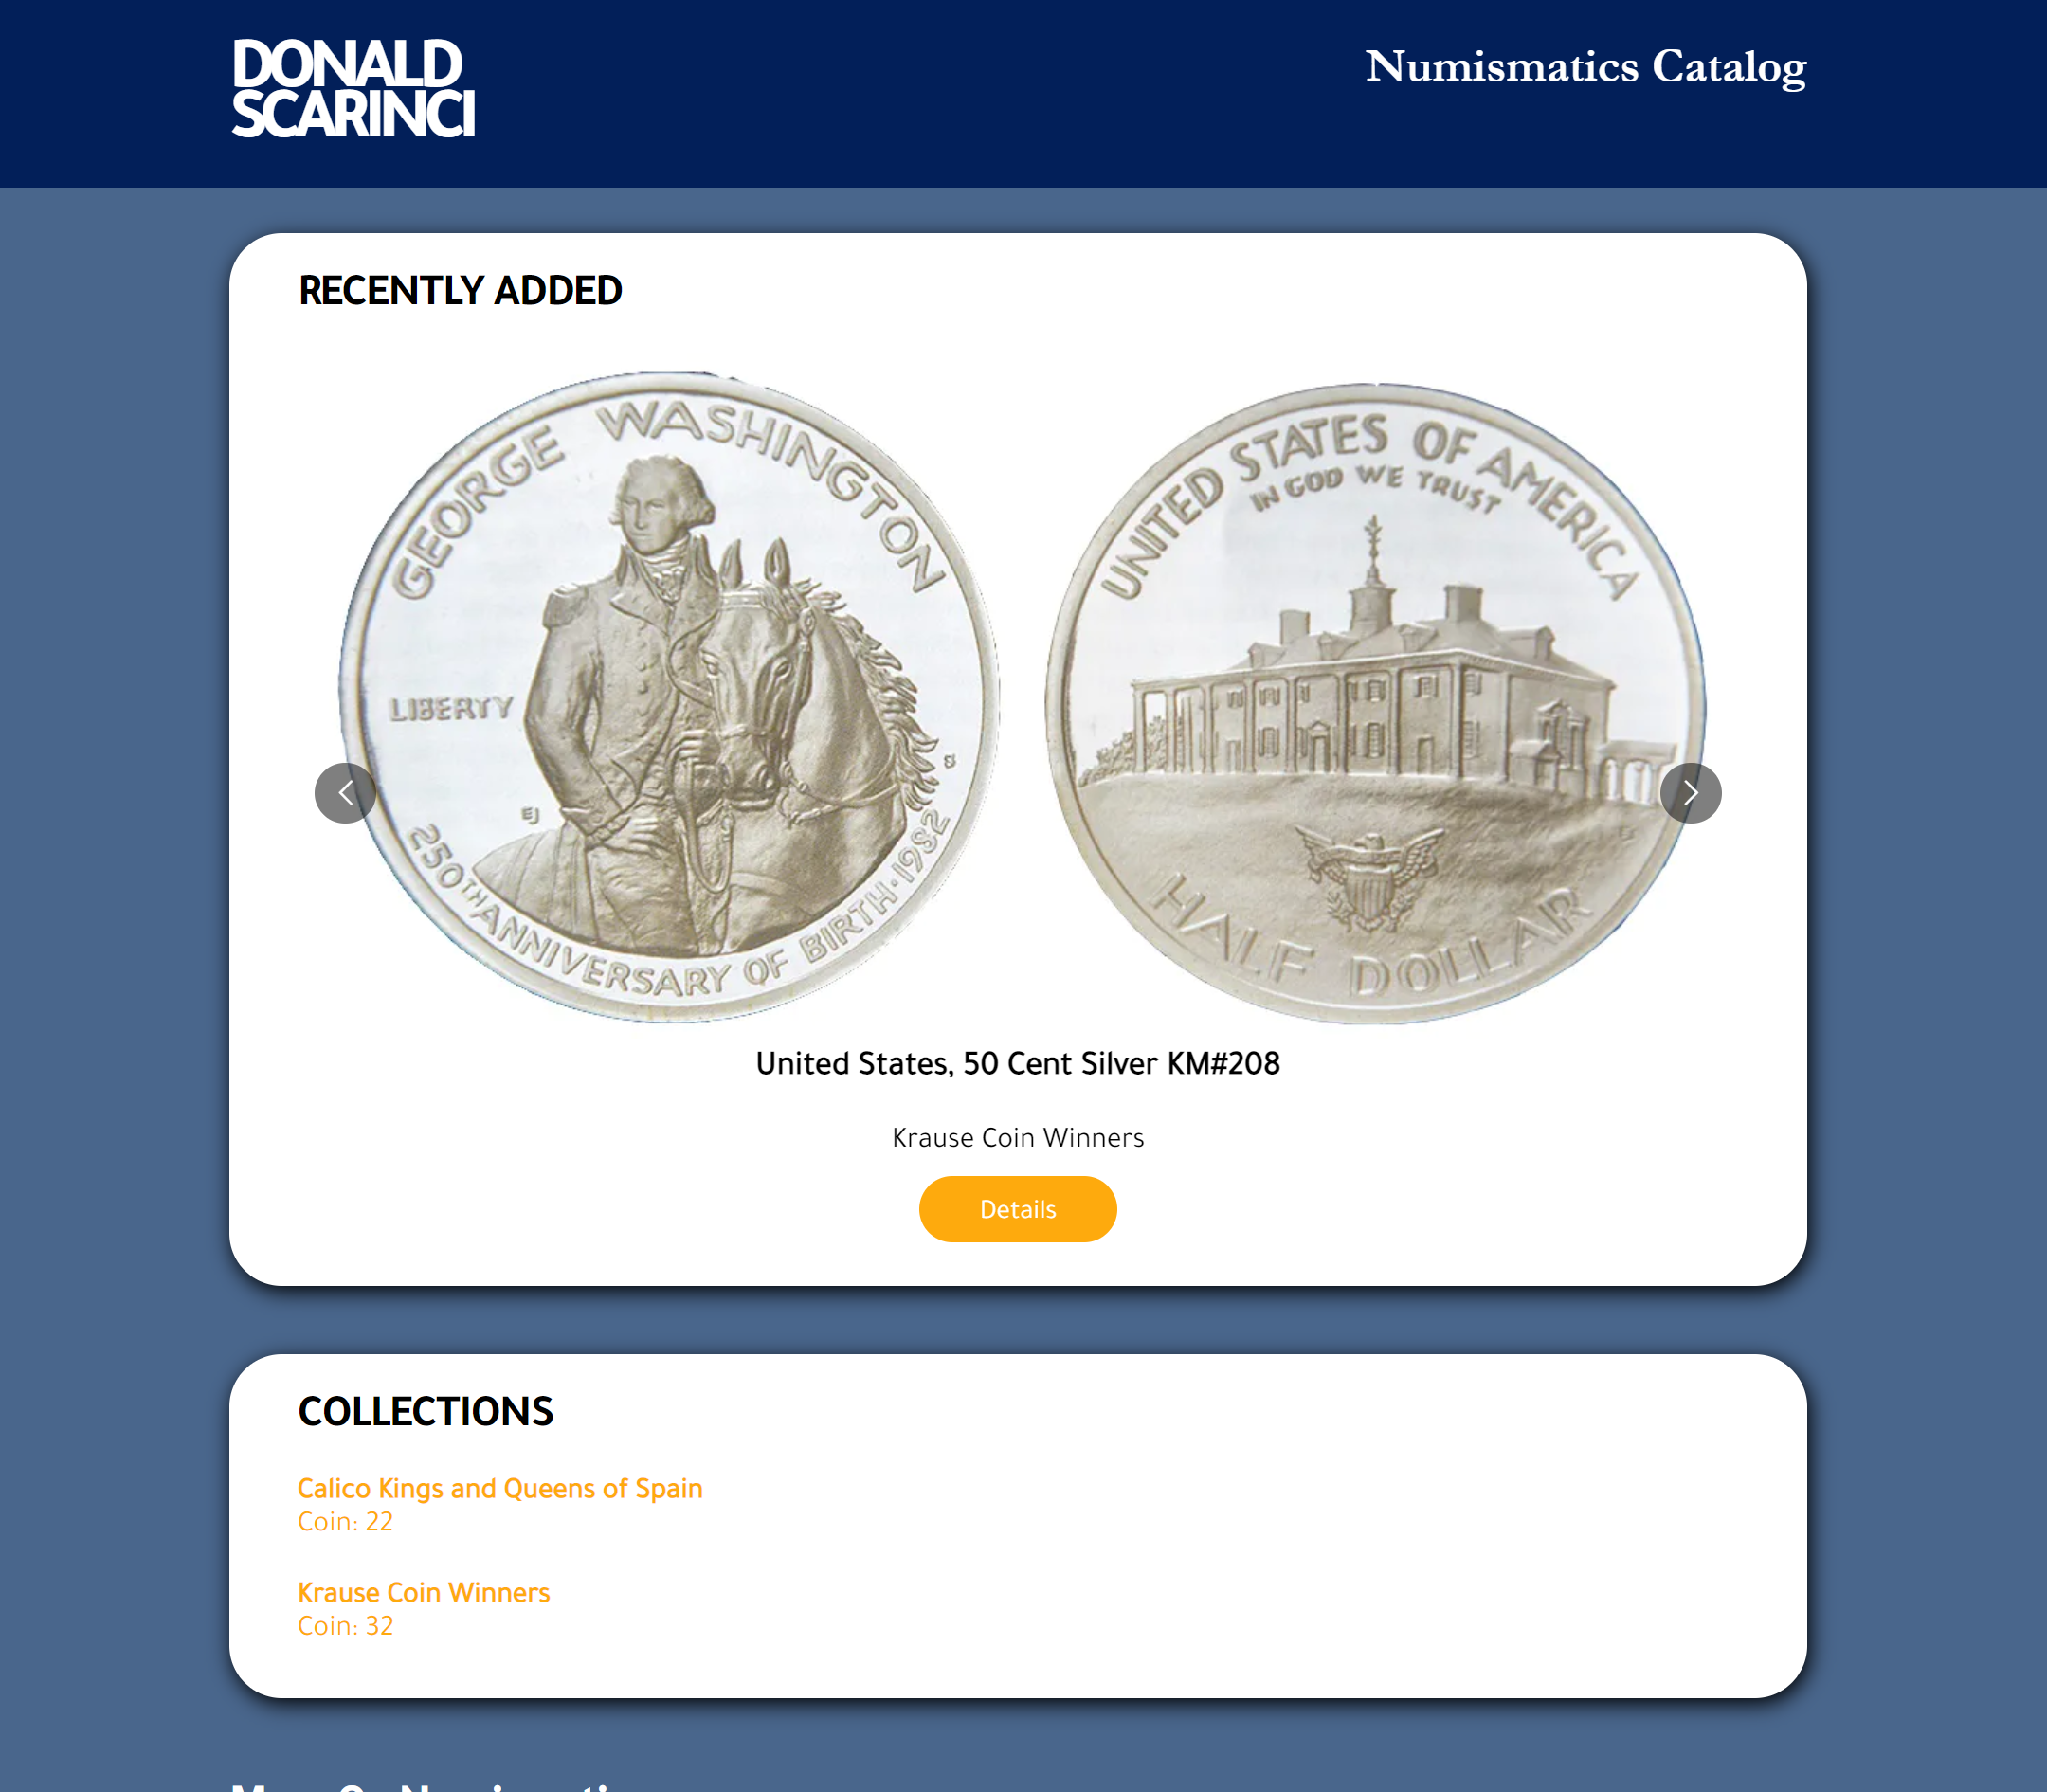 DONALD
SCARINCI
Numismatics Catalog
RECENTLY ADDED
GEORGE WASHINGTON
LIBERTY
S
EJ
250TH ANNIVERSARY OF BIRTH·1982
UNITED STATES OF AMERICA
IN GOD WE TRUST
HALF DOLLAR
United States, 50 Cent Silver KM#208
Krause Coin Winners
Details
COLLECTIONS
Calico Kings and Queens of Spain
Coin: 22
Krause Coin Winners
Coin: 32